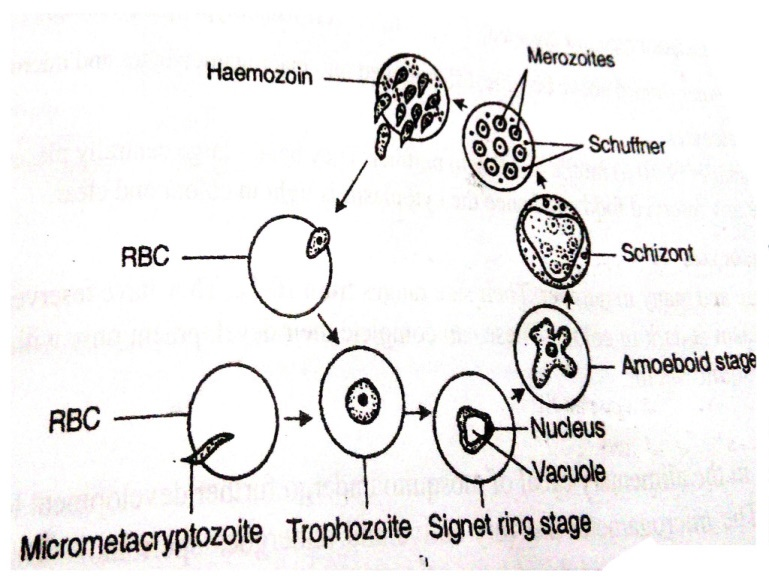 Haemozoin
Merozoites
Schuffner
RBC
Schizont
Amoeboid stage
RBC
Nucleus
Vacuole
Micrometacryptozoite Trophozoite Signet ring stage